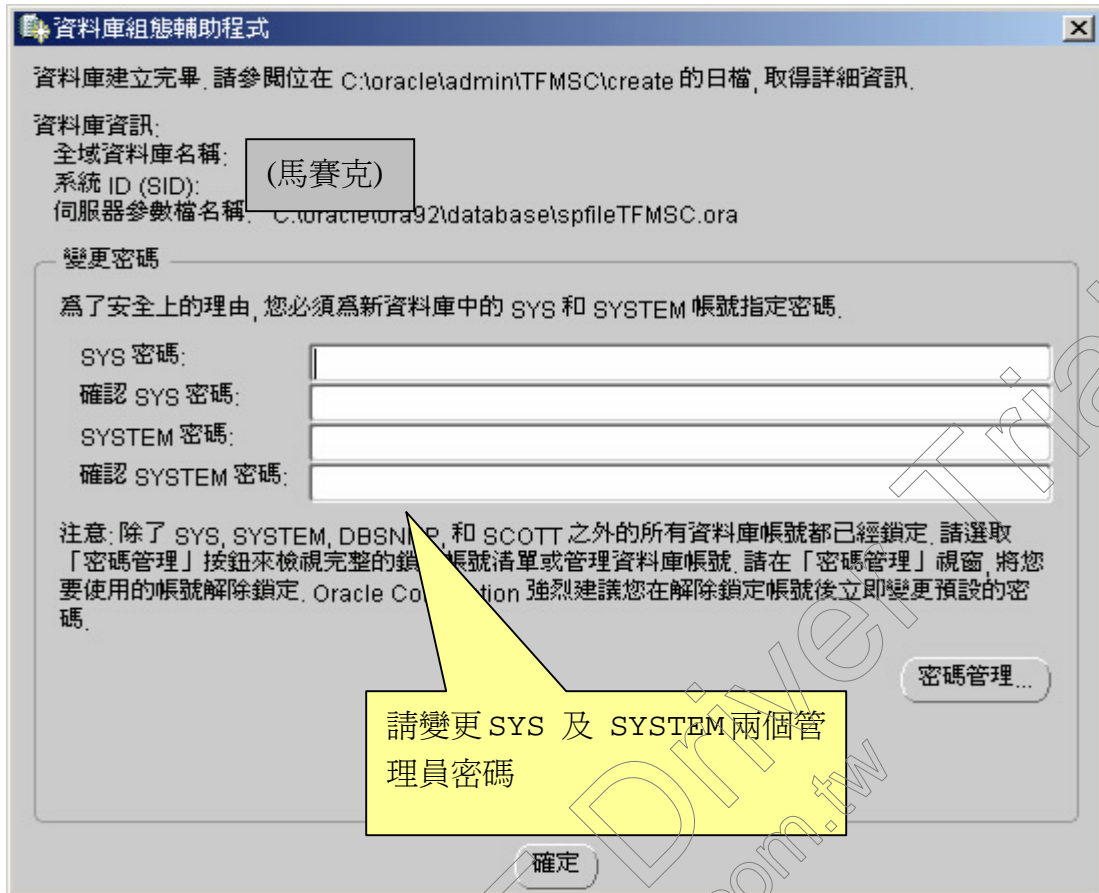 資料庫組態輔助程式
資料庫建立完畢. 請參閱位在 C:\oracle\admin\TFMSC\create 的日檔, 取得詳細資訊.
資料庫資訊:
全域資料庫名稱:
(馬賽克)
系統 ID (SID):
伺服器參數檔名稱: C:\oracle\ora92\database\spfileTFMSC.ora
變更密碼
爲了安全上的理由, 您必須爲新資料庫中的 SYS 和 SYSTEM 帳號指定密碼.
SYS 密碼:
確認 SYS 密碼:
SYSTEM 密碼:
確認 SYSTEM 密碼:
注意: 除了 SYS, SYSTEM, DBSN P, 和 SCOTT 之外的所有資料庫帳號都已經鎖定. 請選取
「密碼管理」按鈕來檢視完整的鎖 帳號清單或管理資料庫帳號. 請在「密碼管理」視窗, 將您
要使用的帳號解除鎖定. Oracle Co tion 強烈建議您在解除鎖定帳號後立即變更預設的密
碼.
密碼管理...
請變更 SYS 及 SYSTEM 兩個管
理員密碼
確定
Driver Tria
com.tw